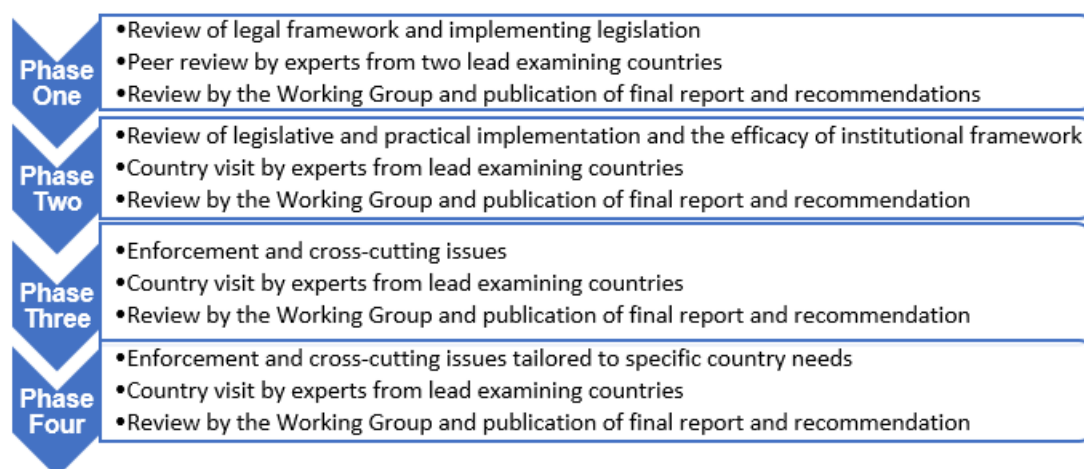 Phase One
•Review of legal framework and implementing legislation
•Peer review by experts from two lead examining countries
•Review by the Working Group and publication of final report and recommendations
Phase Two
•Review of legislative and practical implementation and the efficacy of institutional framework
•Country visit by experts from lead examining countries
•Review by the Working Group and publication of final report and recommendation
Phase Three
•Enforcement and cross-cutting issues
•Country visit by experts from lead examining countries
•Review by the Working Group and publication of final report and recommendation
Phase Four
•Enforcement and cross-cutting issues tailored to specific country needs
•Country visit by experts from lead examining countries
•Review by the Working Group and publication of final report and recommendation